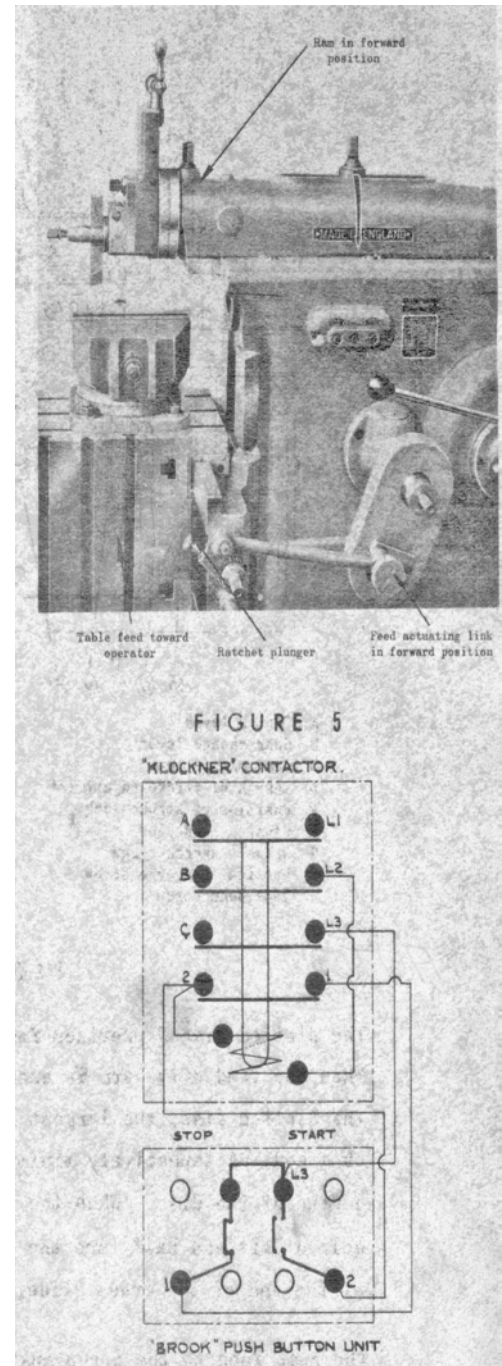 Ram in forward
position
MADE IN ENGLAND
Table feed toward
operator
Ratchet plunger
Feed actuating link
in forward position
FIGURE 5
"KLOCKNER" CONTACTOR.
A L1
B L2
C L3
2 1
STOP START
L3
1 2
"BROOK" PUSH BUTTON UNIT.